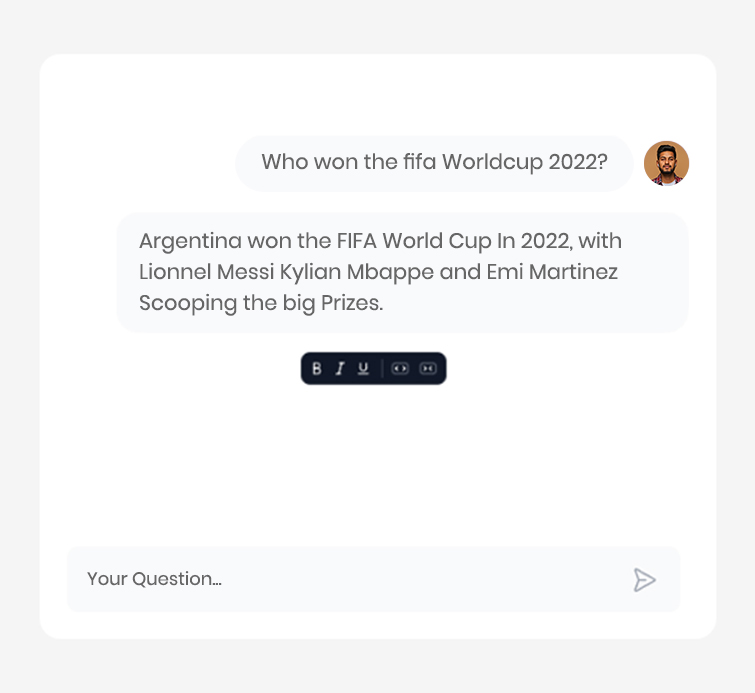 Who won the fifa Worldcup 2022?
Argentina won the FIFA World Cup In 2022, with
Lionnel Messi Kylian Mbappe and Emi Martinez
Scooping the big Prizes.
B I U
Your Question...